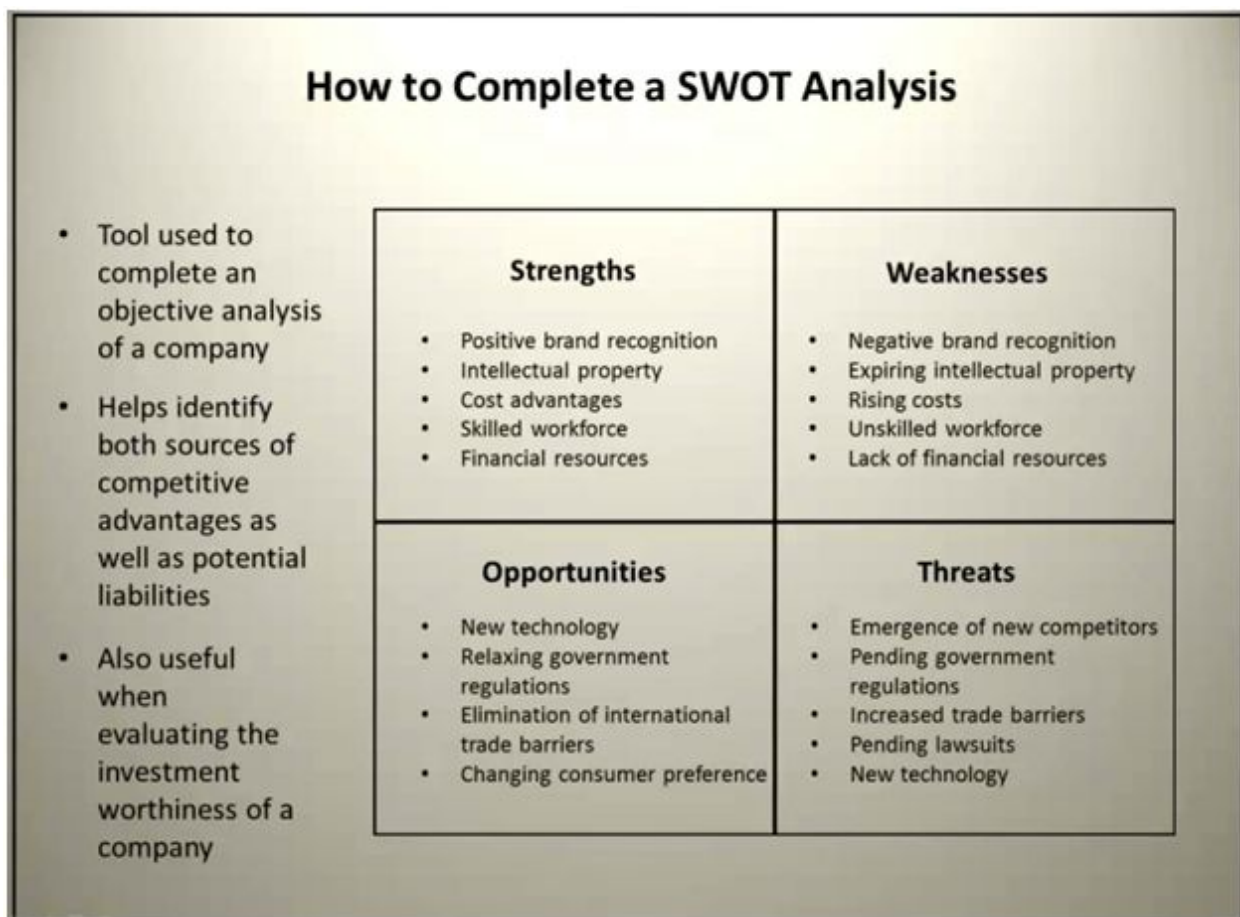 How to Complete a SWOT Analysis
• Tool used to
complete an
objective analysis
of a company
• Helps identify
both sources of
competitive
advantages as
well as potential
liabilities
• Also useful
when
evaluating the
investment
worthiness of a
company
Strengths
• Positive brand recognition
• Intellectual property
• Cost advantages
• Skilled workforce
• Financial resources
Weaknesses
• Negative brand recognition
• Expiring intellectual property
• Rising costs
• Unskilled workforce
• Lack of financial resources
Opportunities
• New technology
• Relaxing government
regulations
• Elimination of international
trade barriers
• Changing consumer preference
Threats
• Emergence of new competitors
• Pending government
regulations
• Increased trade barriers
• Pending lawsuits
• New technology